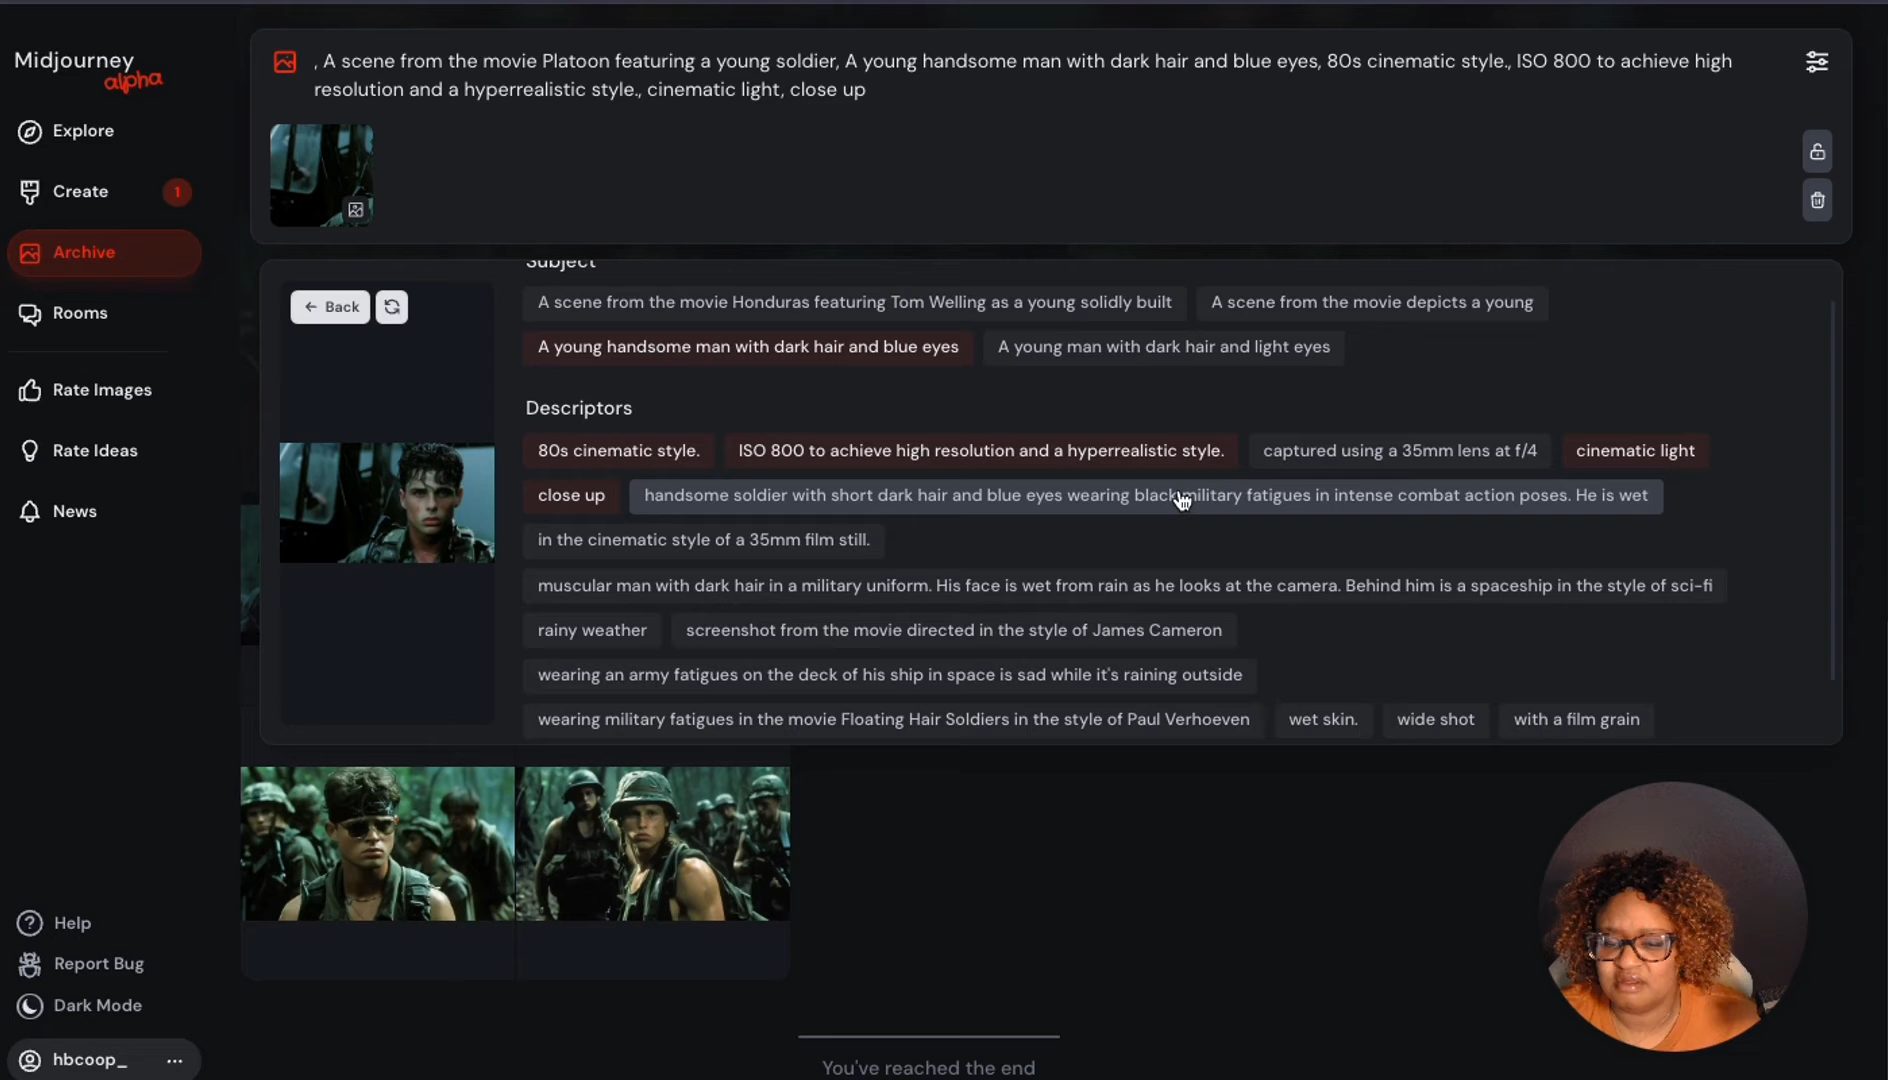 Midjourney
alpha
Explore
Create
1
Archive
Rooms
Rate Images
Rate Ideas
News
Help
Report Bug
Dark Mode
hbcoop_
...
, A scene from the movie Platoon featuring a young soldier, A young handsome man with dark hair and blue eyes, 80s cinematic style., ISO 800 to achieve high
resolution and a hyperrealistic style., cinematic light, close up
Back
Subject
A scene from the movie Honduras featuring Tom Welling as a young solidly built
A scene from the movie depicts a young
A young handsome man with dark hair and blue eyes
A young man with dark hair and light eyes
Descriptors
80s cinematic style.
ISO 800 to achieve high resolution and a hyperrealistic style.
captured using a 35mm lens at f/4
cinematic light
close up
handsome soldier with short dark hair and blue eyes wearing black military fatigues in intense combat action poses. He is wet
in the cinematic style of a 35mm film still.
muscular man with dark hair in a military uniform. His face is wet from rain as he looks at the camera. Behind him is a spaceship in the style of sci-fi
rainy weather
screenshot from the movie directed in the style of James Cameron
wearing an army fatigues on the deck of his ship in space is sad while it's raining outside
wearing military fatigues in the movie Floating Hair Soldiers in the style of Paul Verhoeven
wet skin.
wide shot
with a film grain
You've reached the end